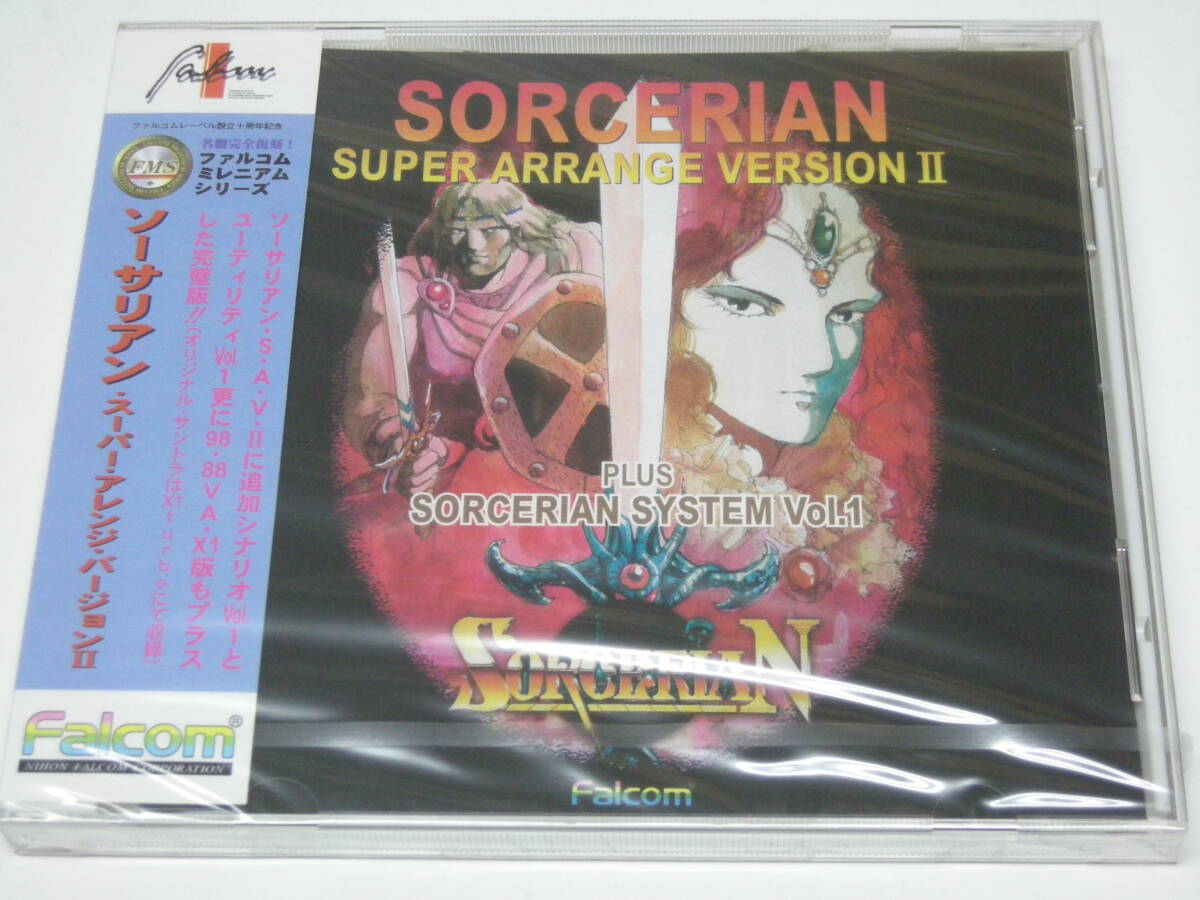 Falcom
ファルコムレーベル設立十周年記念
名盤完全復刻！
FMS
ファルコム
ミレニアム
シリーズ
ソーサリアン・S・A・V・IIに追加シナリオVol.1と
ユーティリティVol.1更に98・88VA・X1版もプラス
した完璧版!!(オリジナル・サントラはX1turboにて収録)
ソーサリアン・スーパー・アレンジ・バージョンII
Falcom®
NIHON FALCOM CORPORATION
SORCERIAN
SUPER ARRANGE VERSION II
PLUS
SORCERIAN SYSTEM Vol.1
SORCERIAN
Falcom